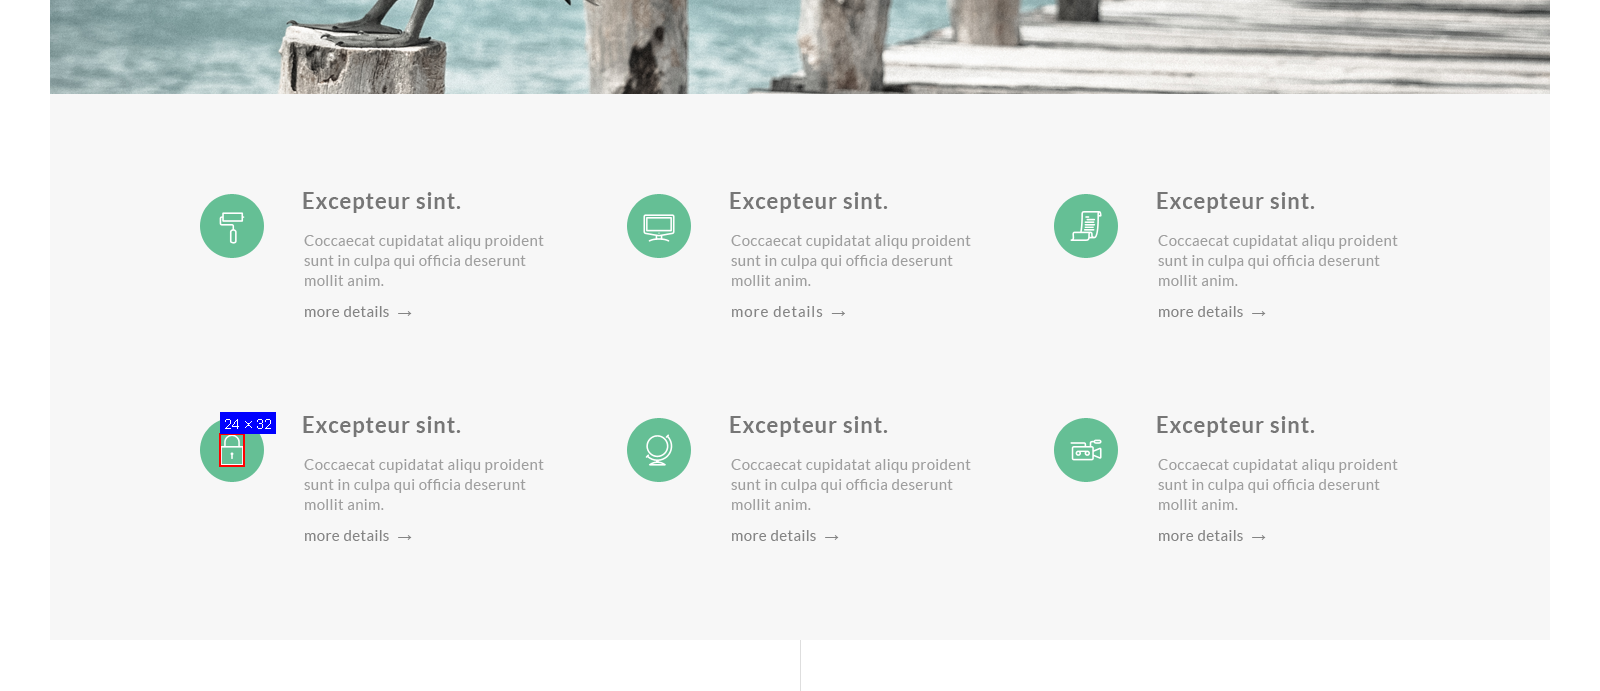 Excepteur sint.
Coccaecat cupidatat aliqu proident
sunt in culpa qui officia deserunt
mollit anim.
more details →
Excepteur sint.
Coccaecat cupidatat aliqu proident
sunt in culpa qui officia deserunt
mollit anim.
more details →
Excepteur sint.
Coccaecat cupidatat aliqu proident
sunt in culpa qui officia deserunt
mollit anim.
more details →
24 × 32
Excepteur sint.
Coccaecat cupidatat aliqu proident
sunt in culpa qui officia deserunt
mollit anim.
more details →
Excepteur sint.
Coccaecat cupidatat aliqu proident
sunt in culpa qui officia deserunt
mollit anim.
more details →
Excepteur sint.
Coccaecat cupidatat aliqu proident
sunt in culpa qui officia deserunt
mollit anim.
more details →